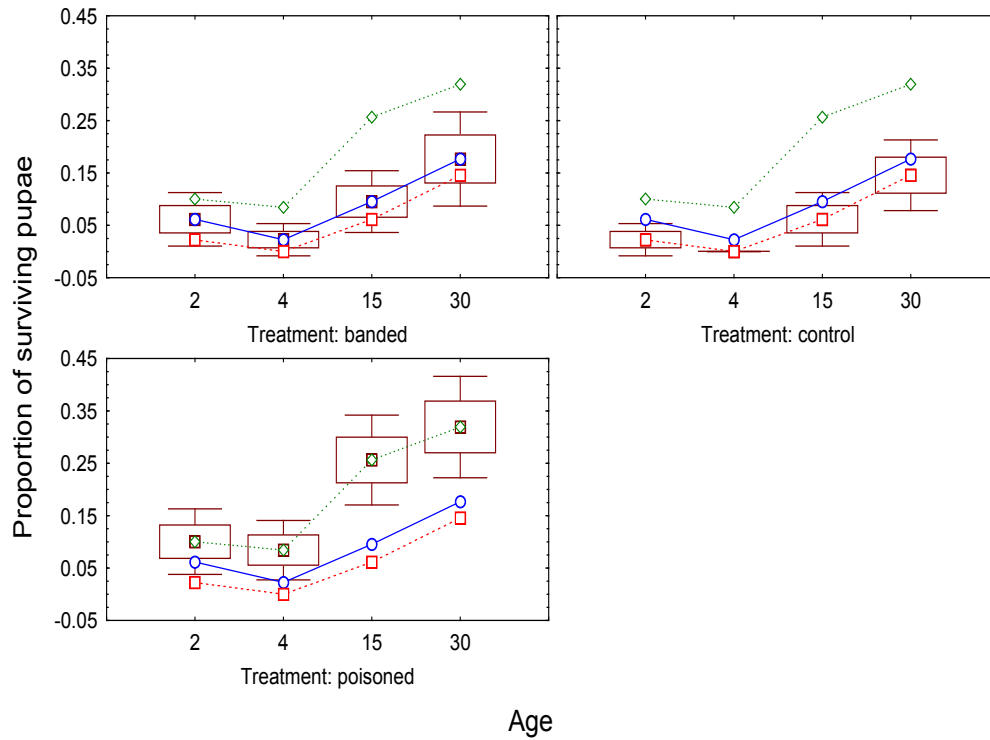 Proportion of surviving pupae
0.45
0.35
0.25
0.15
0.05
-0.05
2 4 15 30
Treatment: banded
2 4 15 30
Treatment: control
0.45
0.35
0.25
0.15
0.05
-0.05
2 4 15 30
Treatment: poisoned
Age